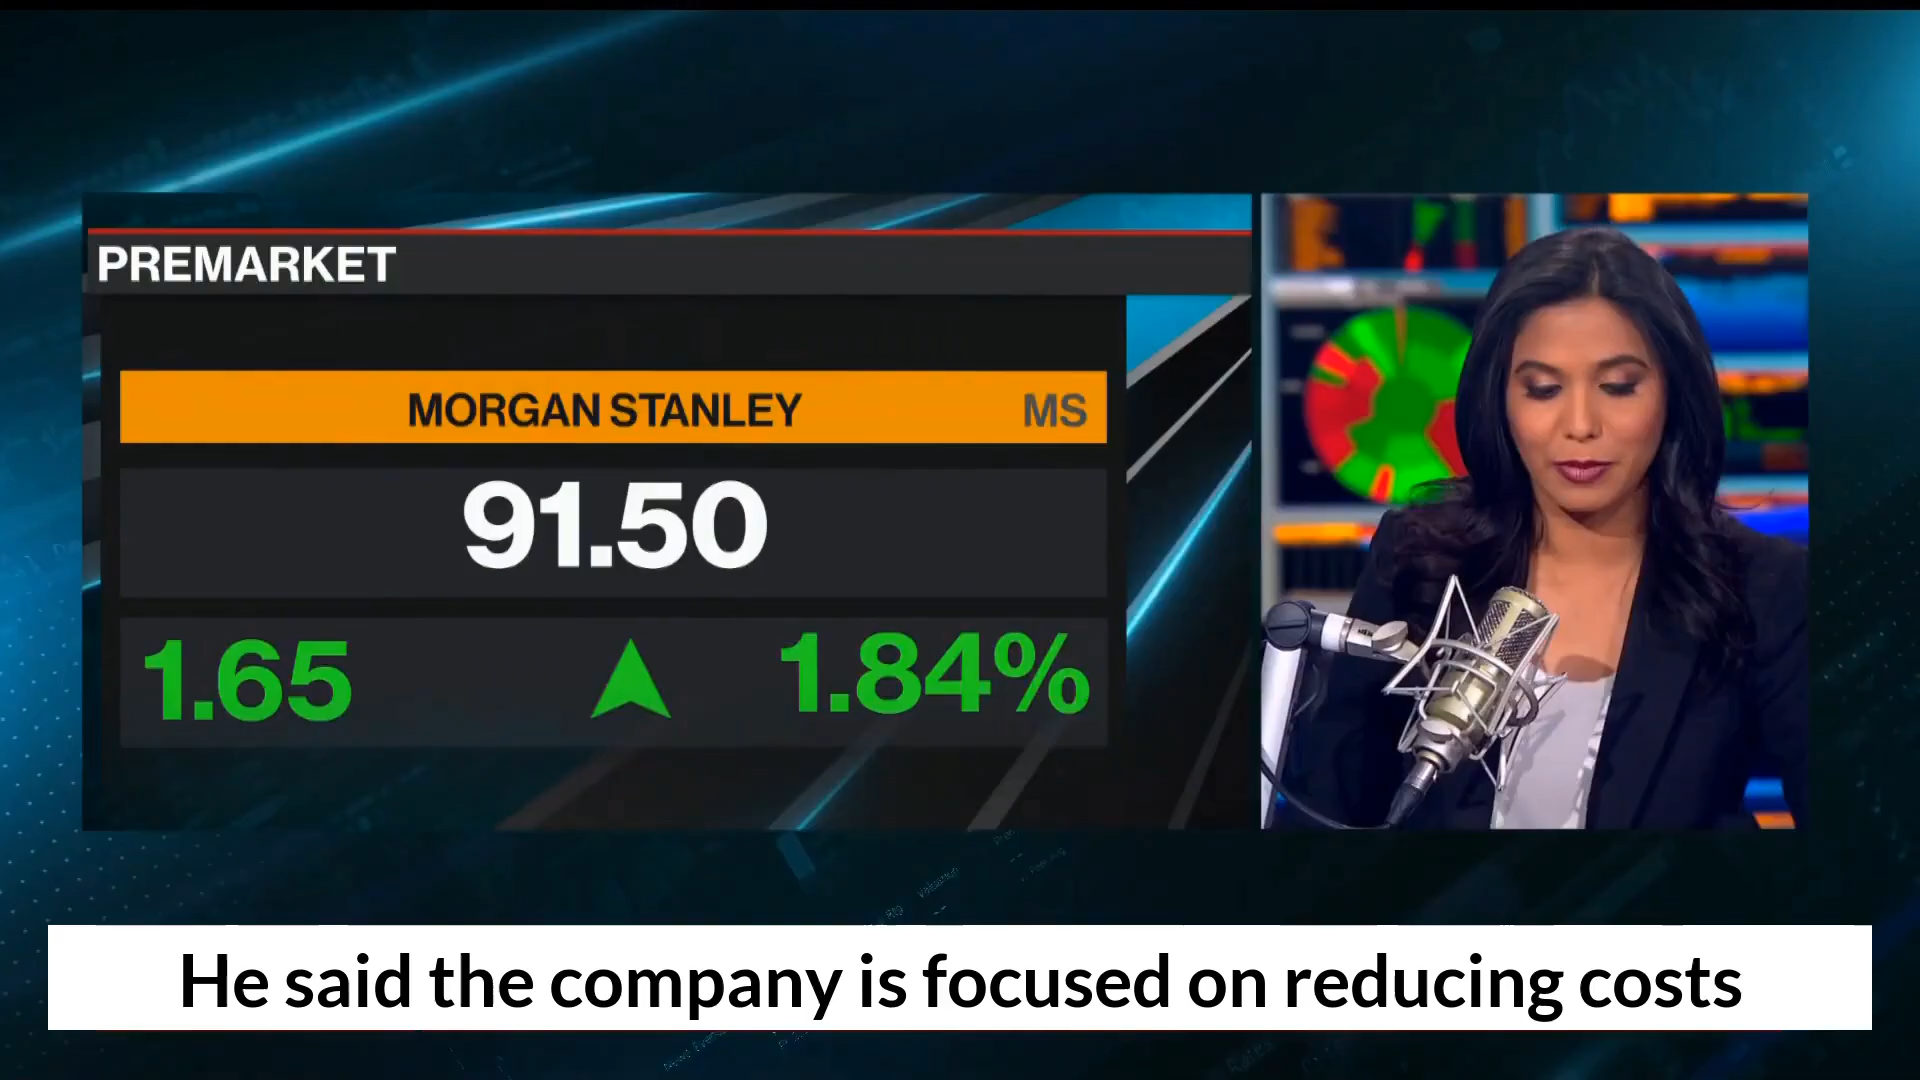 PREMARKET
MORGAN STANLEY MS
91.50
1.65 1.84%
He said the company is focused on reducing costs